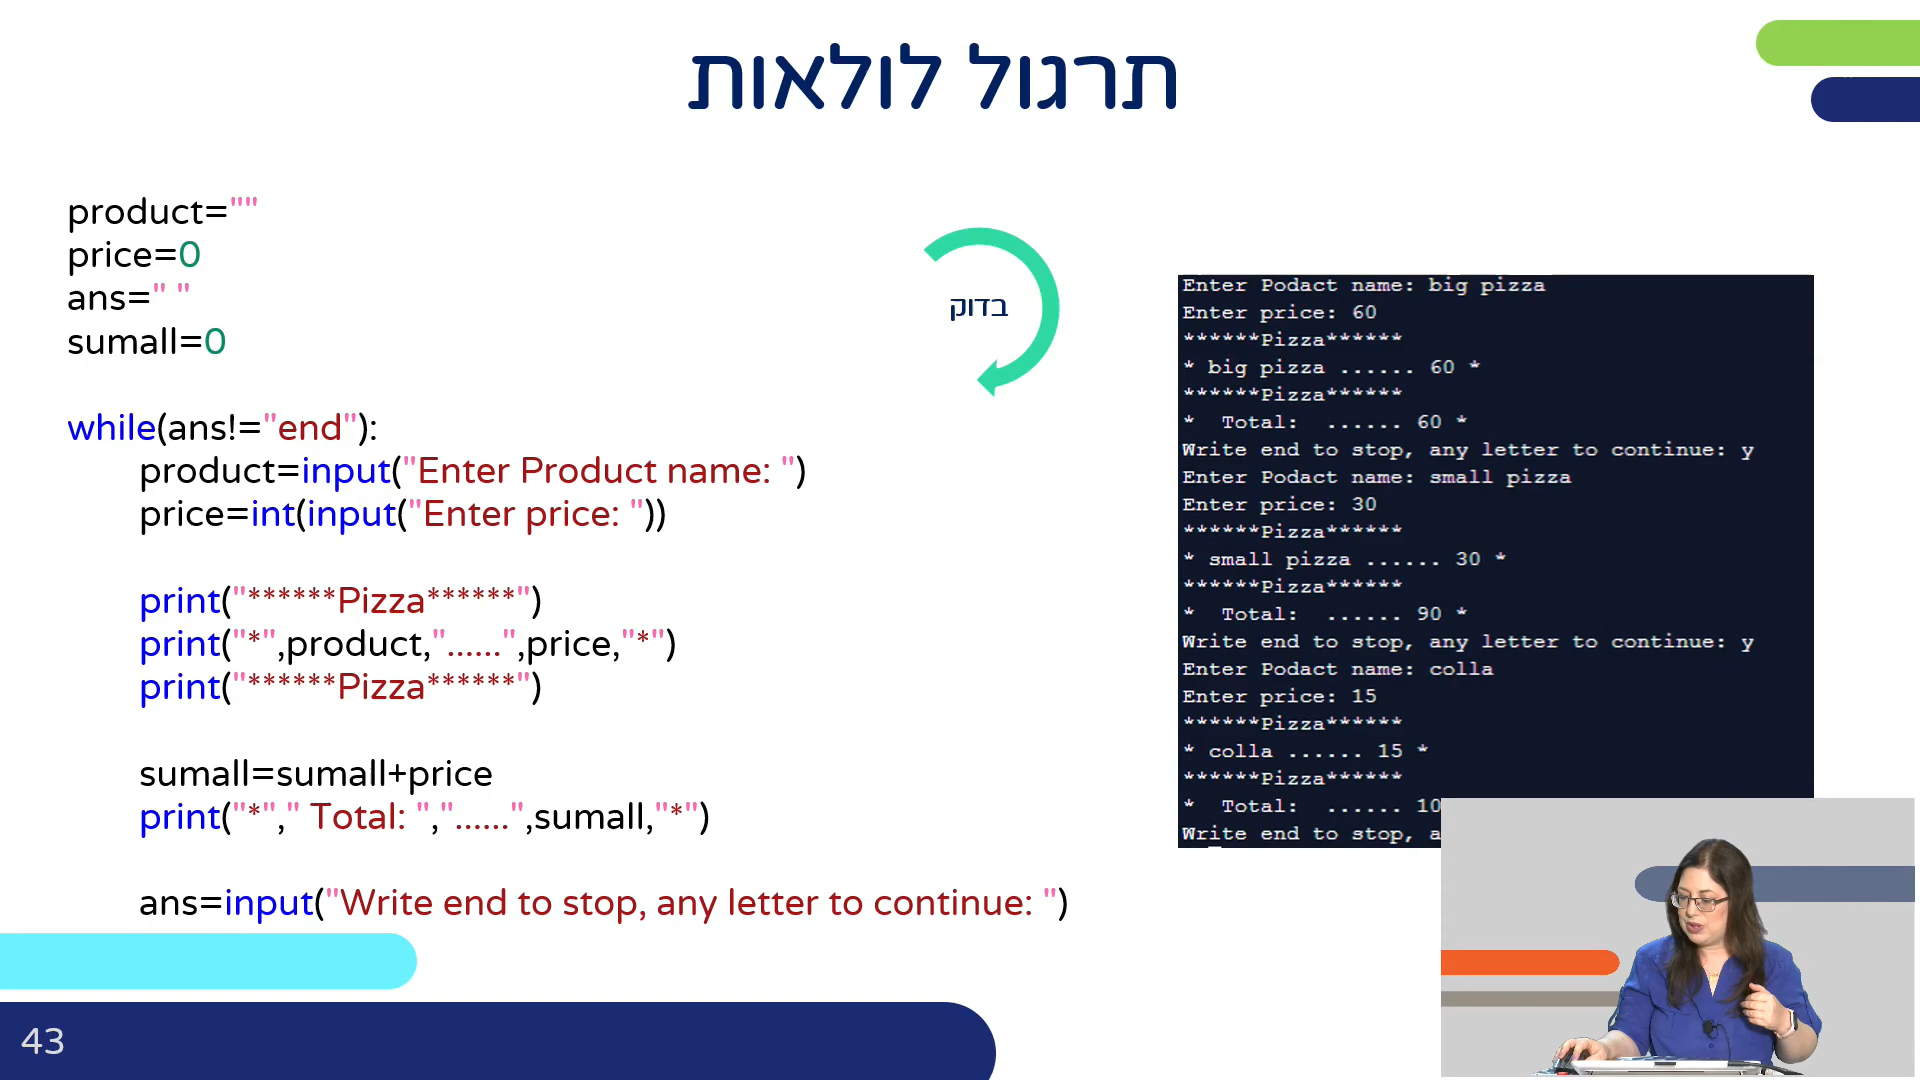 תרגול לולאות
product=""
price=0
ans=" "
sumall=0
while(ans!="end"):
product=input("Enter Product name: ")
price=int(input("Enter price: "))
print("******Pizza******")
print("*",product,"......",price,"*")
print("******Pizza******")
sumall=sumall+price
print("*"," Total: ","......",sumall,"*")
ans=input("Write end to stop, any letter to continue: ")
בדוק
Enter Podact name: big pizza
Enter price: 60
******Pizza******
* big pizza ...... 60 *
******Pizza******
*  Total:  ...... 60 *
Write end to stop, any letter to continue: y
Enter Podact name: small pizza
Enter price: 30
******Pizza******
* small pizza ...... 30 *
******Pizza******
*  Total:  ...... 90 *
Write end to stop, any letter to continue: y
Enter Podact name: colla
Enter price: 15
******Pizza******
* colla ...... 15 *
******Pizza******
*  Total:  ...... 10
Write end to stop, a
43